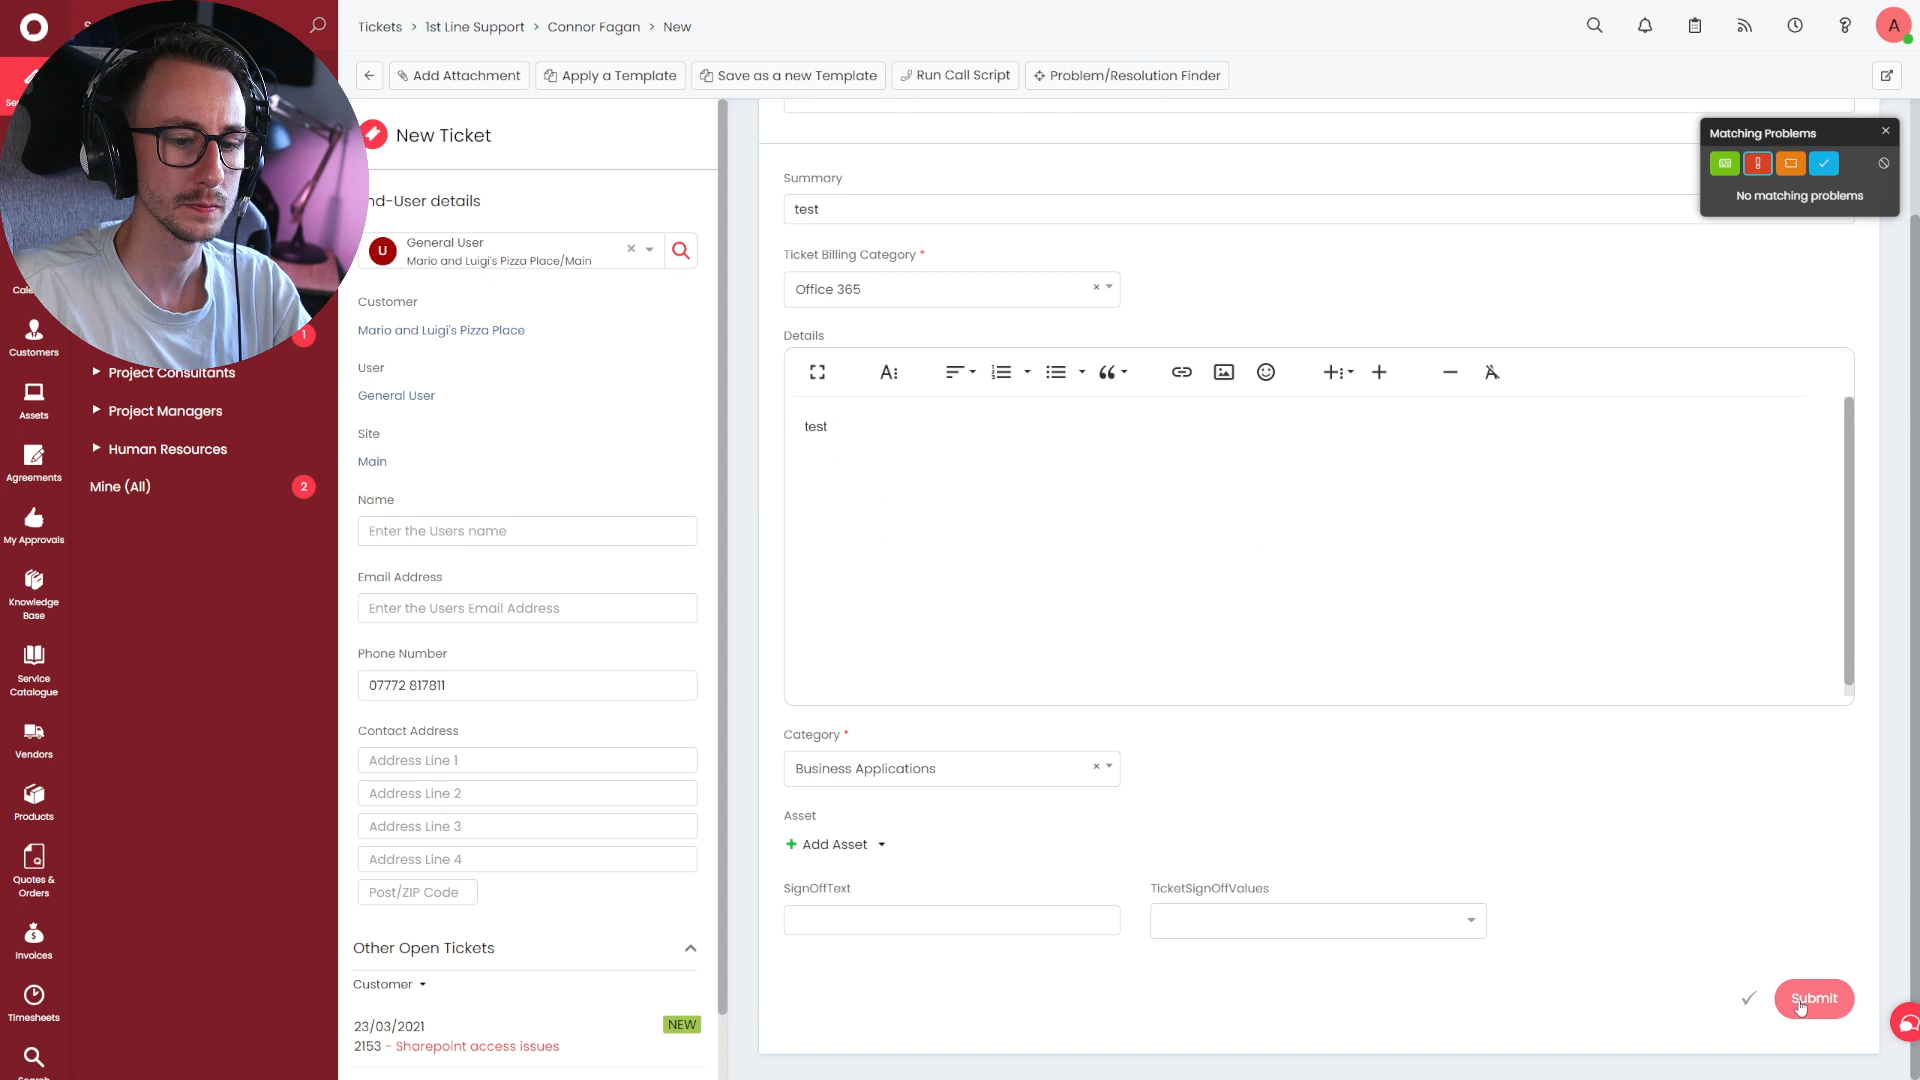 Tickets > 1st Line Support > Connor Fagan > New
A
Add Attachment
Apply a Template
Save as a new Template
Run Call Script
Problem/Resolution Finder
Customers
Assets
Agreements
My Approvals
Knowledge
Base
Service
Catalogue
Vendors
Products
Quotes &
Orders
Invoices
Timesheets
1
Project Consultants
Project Managers
Human Resources
Mine (All)
2
New Ticket
nd-User details
U
General User
Mario and Luigi's Pizza Place/Main
Customer
Mario and Luigi's Pizza Place
User
General User
Site
Main
Name
Enter the Users name
Email Address
Enter the Users Email Address
Phone Number
07772 817811
Contact Address
Address Line 1
Address Line 2
Address Line 3
Address Line 4
Post/ZIP Code
Other Open Tickets
Customer
23/03/2021
NEW
2153 - Sharepoint access issues
Summary
test
Ticket Billing Category *
Office 365
Details
test
Category *
Business Applications
Asset
+ Add Asset
SignOffText
TicketSignOffValues
Submit
Matching Problems
No matching problems